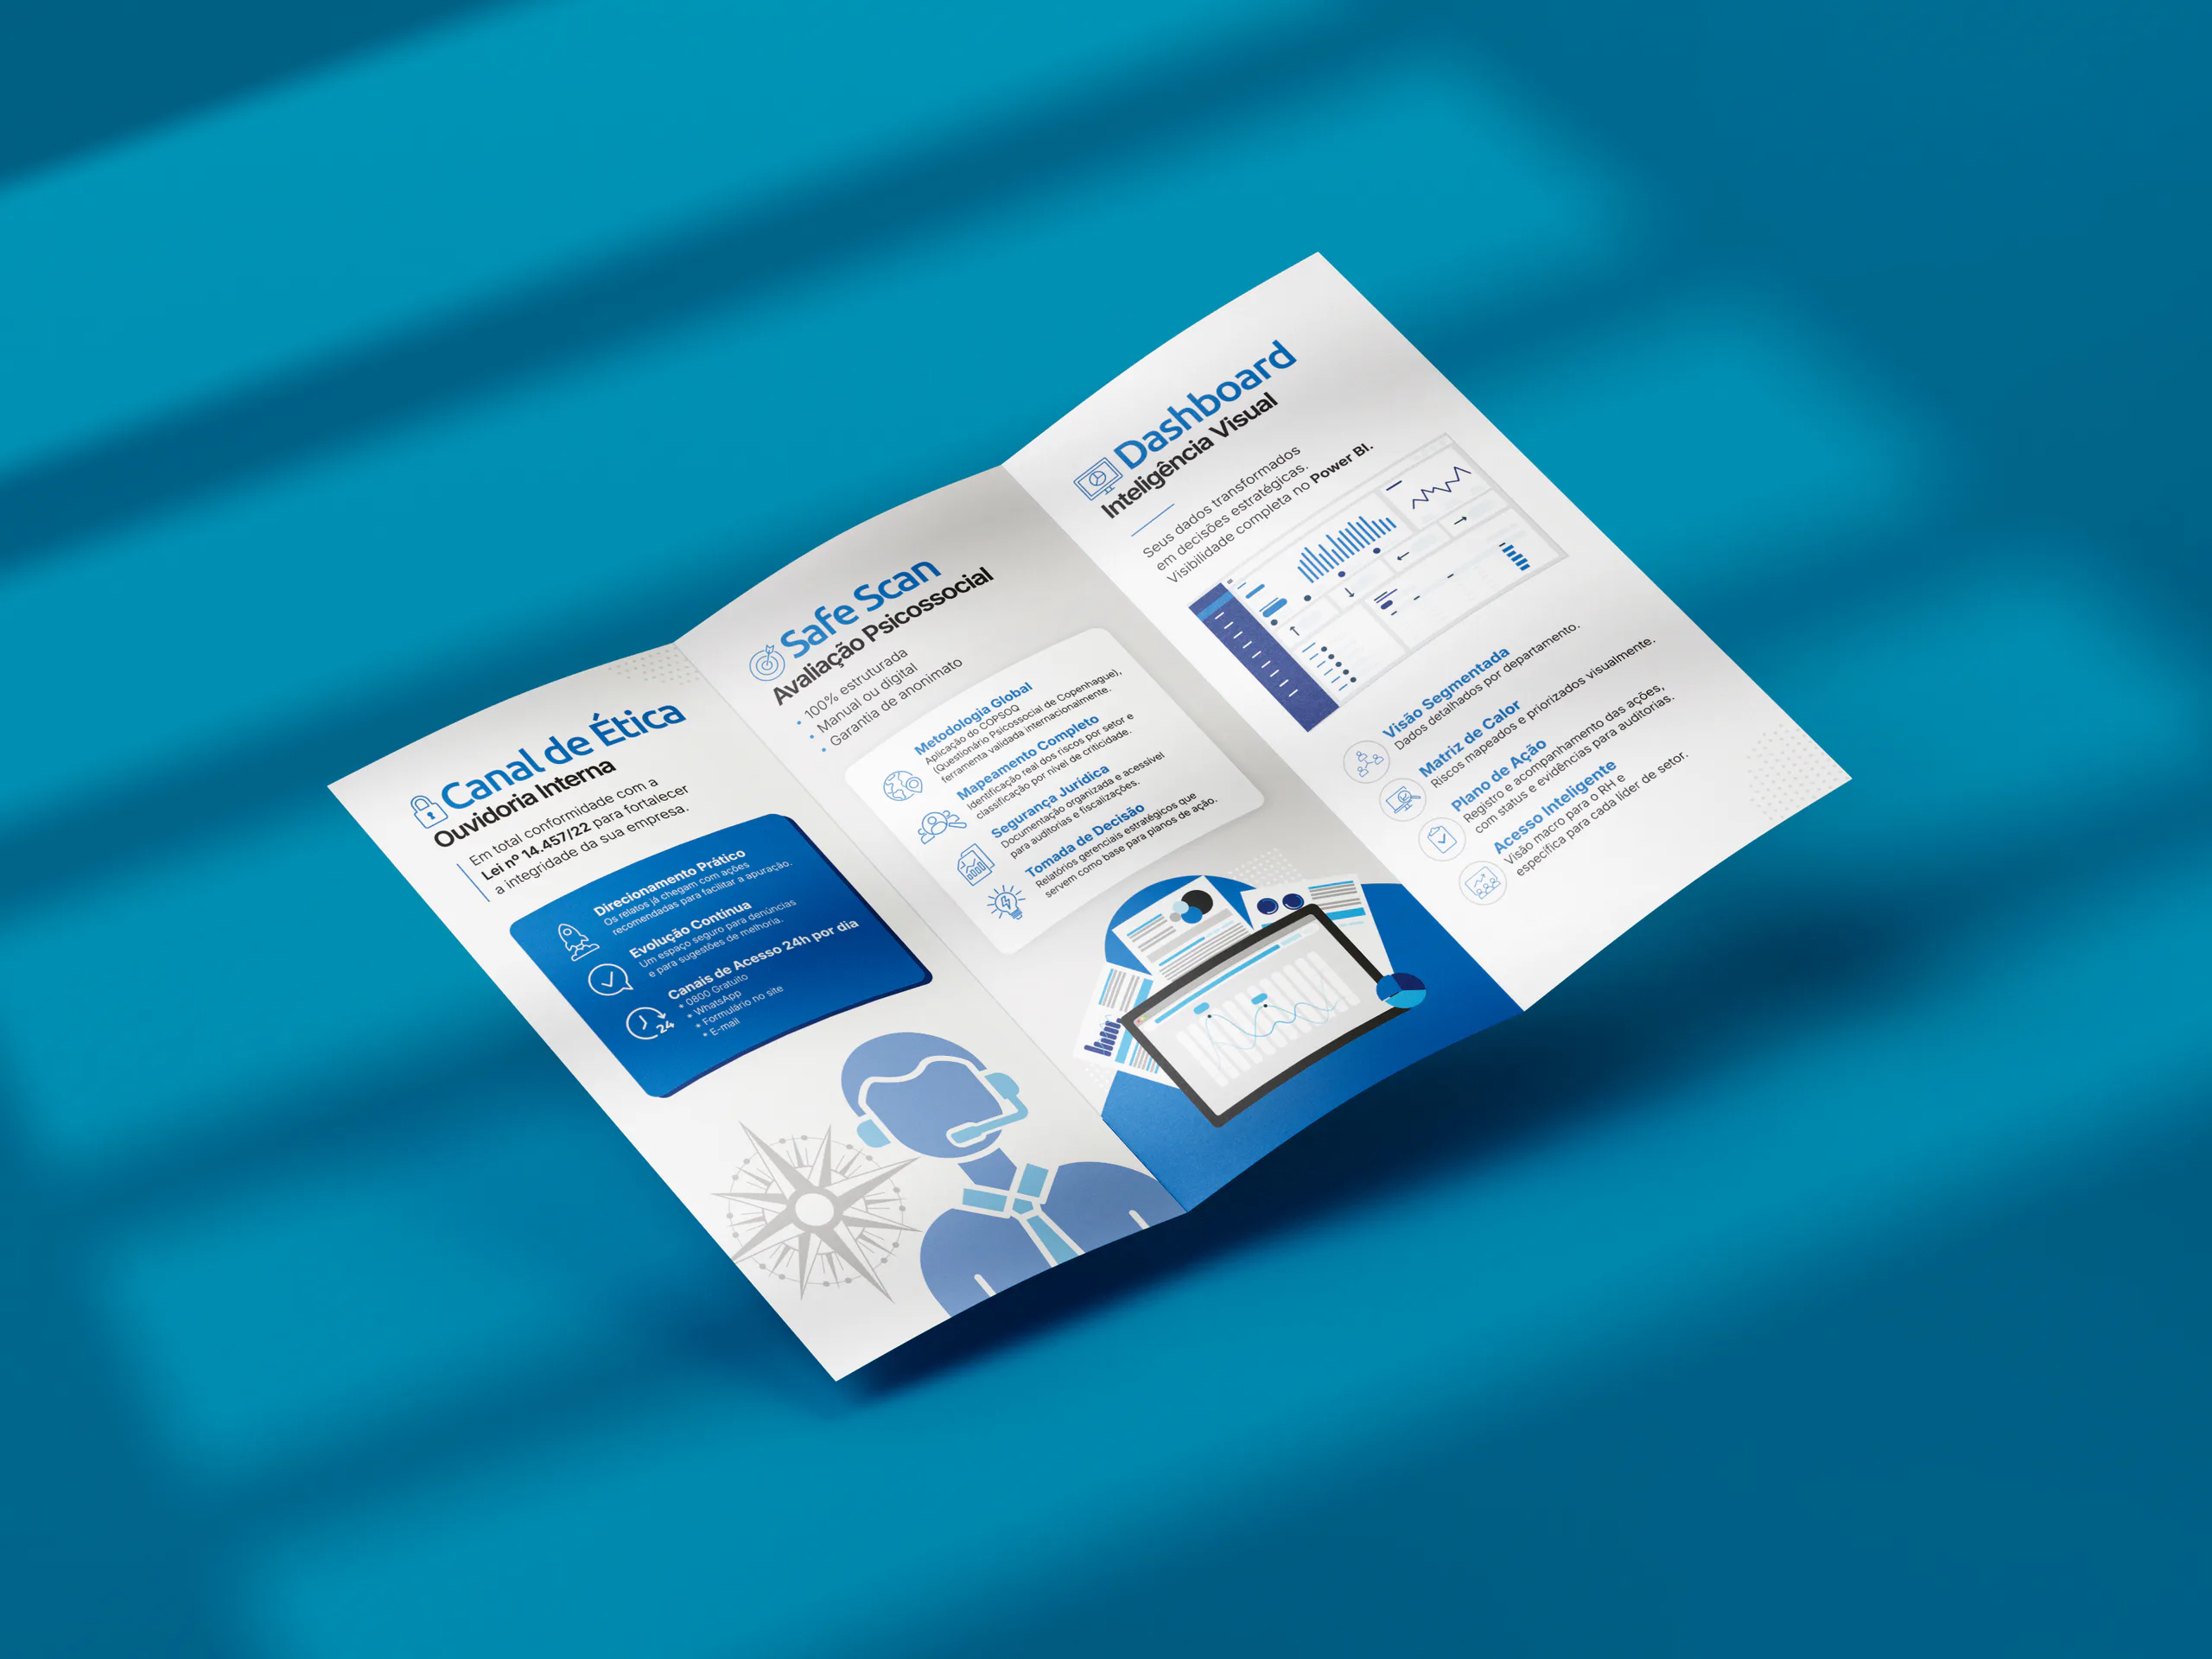 Canal de Ética
Ouvidoria Interna
Em total conformidade com a
Lei nº 14.457/22 para fortalecer
a integridade da sua empresa.
Direcionamento Prático
Os relatos já chegam com ações
recomendadas para facilitar a apuração.
Evolução Contínua
Um espaço seguro para denúncias
e para sugestões de melhoria.
Canais de Acesso 24h por dia
* 0800 Gratuito
* WhatsApp
* Formulário no site
* E-mail
24
Safe Scan
Avaliação Psicossocial
• 100% estruturada
• Manual ou digital
• Garantia de anonimato
Metodologia Global
Aplicação do COPSOQ
(Questionário Psicossocial de Copenhague),
ferramenta validada internacionalmente.
Mapeamento Completo
Identificação real dos riscos por setor e
classificação por nível de criticidade.
Segurança Jurídica
Documentação organizada e acessível
para auditorias e fiscalizações.
Tomada de Decisão
Relatórios gerenciais estratégicos que
servem como base para planos de ação.
Dashboard
Inteligência Visual
Seus dados transformados
em decisões estratégicas.
Visibilidade completa no Power BI.
Visão Segmentada
Dados detalhados por departamento.
Matriz de Calor
Riscos mapeados e priorizados visualmente.
Plano de Ação
Registro e acompanhamento das ações,
com status e evidências para auditorias.
Acesso Inteligente
Visão macro para o RH e
específica para cada líder de setor.